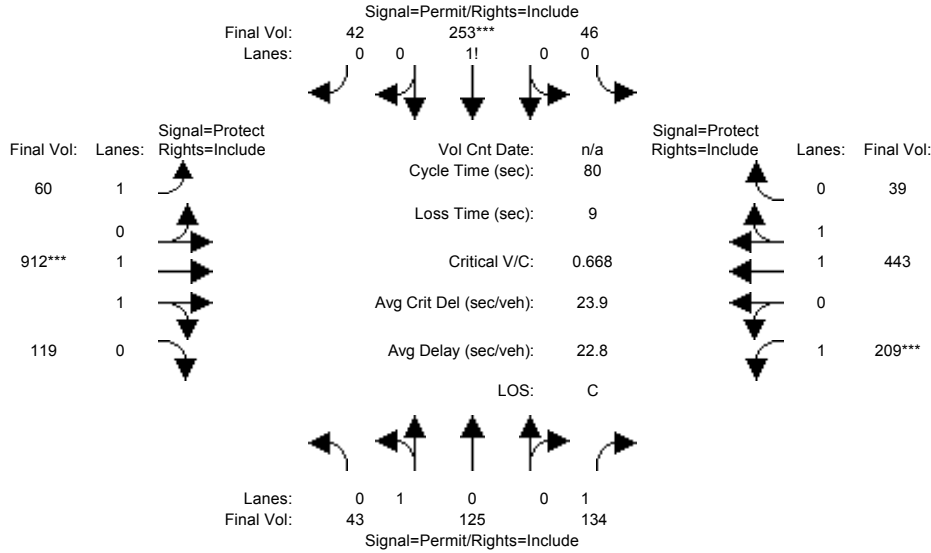 Signal=Permit/Rights=Include
Final Vol: 42 253*** 46
Lanes: 0 0 1! 0 0
Signal=Protect Signal=Protect
Final Vol: Lanes: Rights=Include Vol Cnt Date: n/a Rights=Include Lanes: Final Vol:
Cycle Time (sec): 80
60 1 0 39
Loss Time (sec): 9
0 1
912*** 1 Critical V/C: 0.668 1 443
1 Avg Crit Del (sec/veh): 23.9 0
119 0 Avg Delay (sec/veh): 22.8 1 209***
LOS: C
Lanes: 0 1 0 0 1
Final Vol: 43 125 134
Signal=Permit/Rights=Include